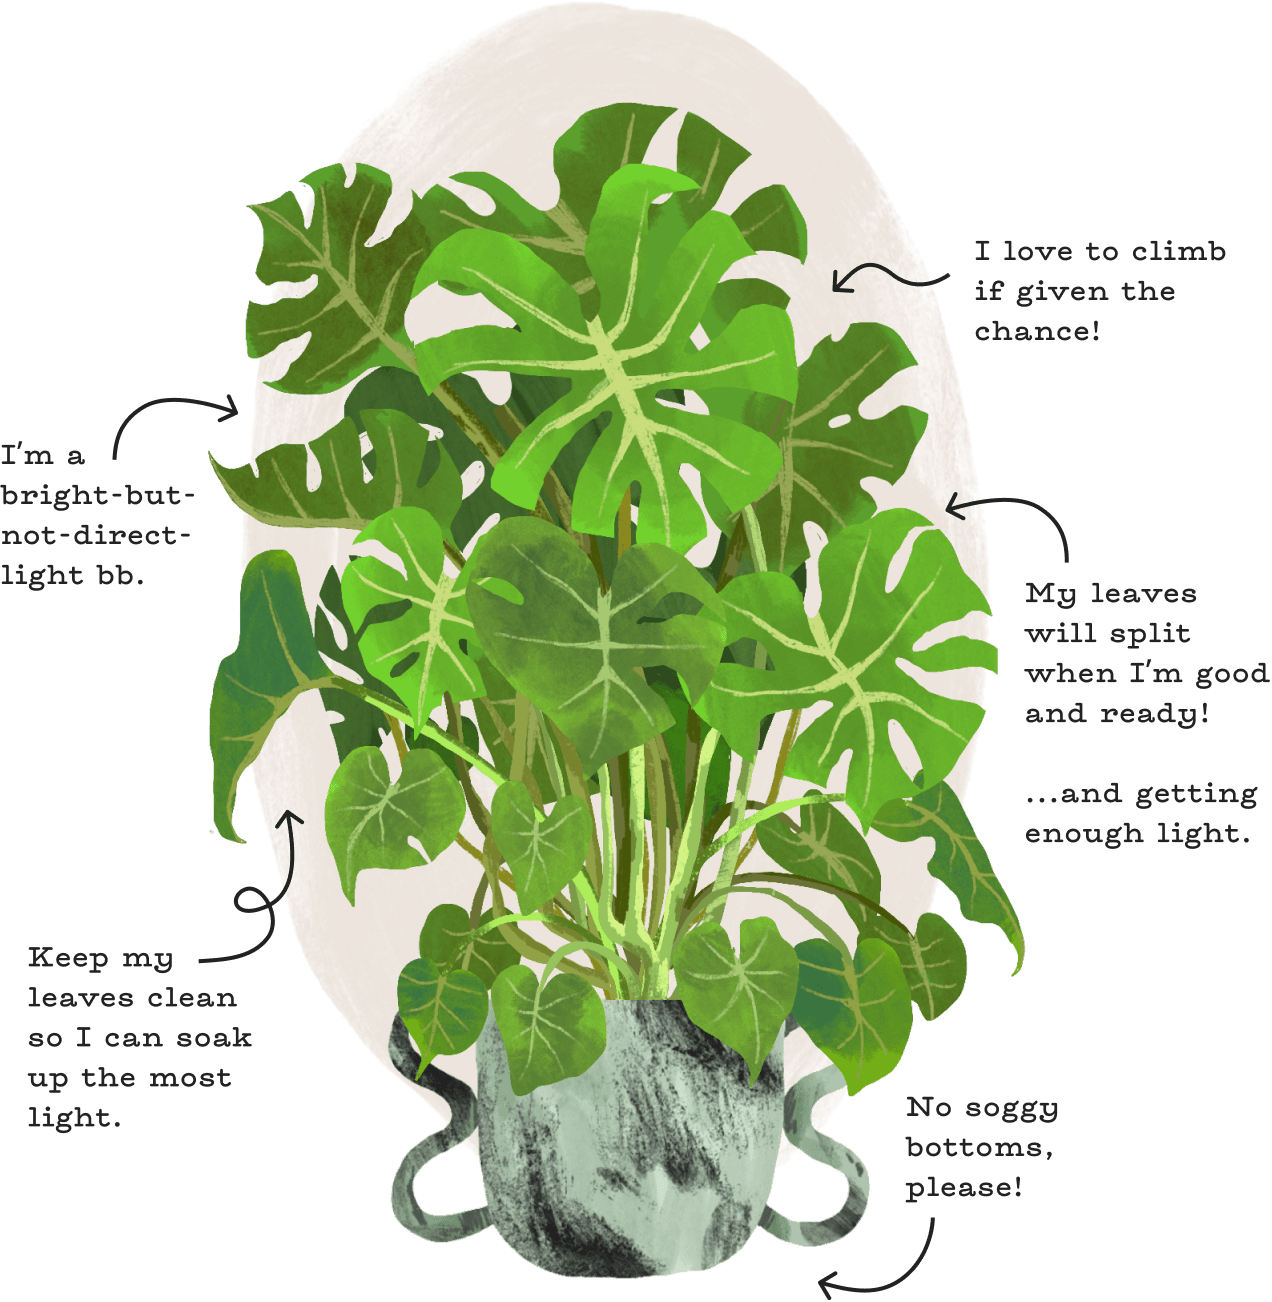 I love to climb
if given the
chance!
I'm a
bright-but-
not-direct-
light bb.
My leaves
will split
when I'm good
and ready!
...and getting
enough light.
Keep my
leaves clean
so I can soak
up the most
light.
No soggy
bottoms,
please!